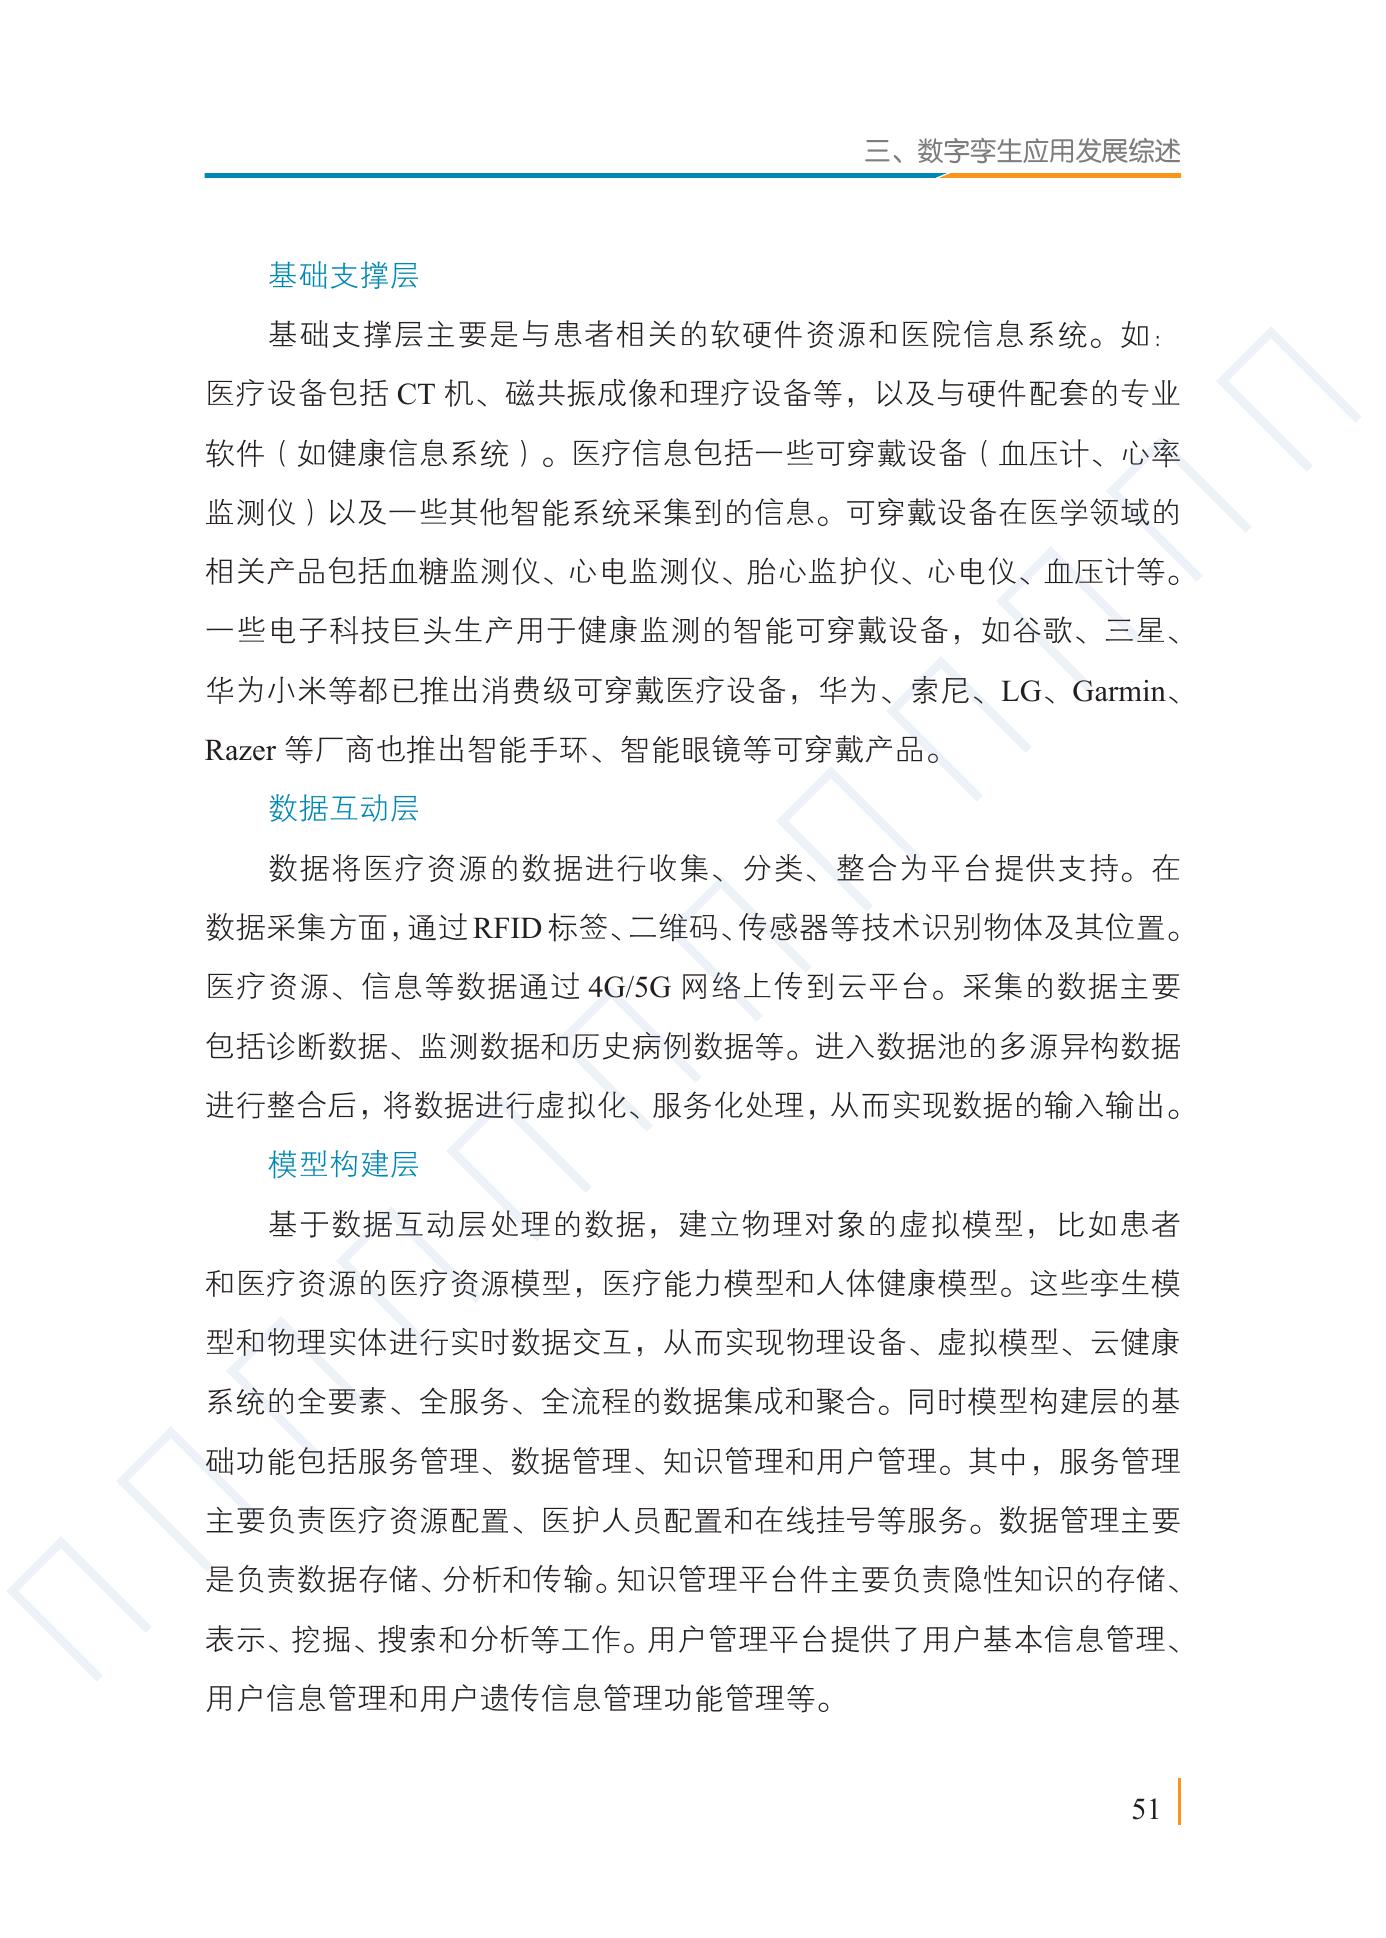 三、数字孪生应用发展综述
基础支撑层
基础支撑层主要是与患者相关的软硬件资源和医院信息系统。如：
医疗设备包括 CT 机、磁共振成像和理疗设备等，以及与硬件配套的专业
软件（如健康信息系统）。医疗信息包括一些可穿戴设备（血压计、心率
监测仪）以及一些其他智能系统采集到的信息。可穿戴设备在医学领域的
相关产品包括血糖监测仪、心电监测仪、胎心监护仪、心电仪、血压计等。
一些电子科技巨头生产用于健康监测的智能可穿戴设备，如谷歌、三星、
华为小米等都已推出消费级可穿戴医疗设备，华为、索尼、LG、Garmin、
Razer 等厂商也推出智能手环、智能眼镜等可穿戴产品。
数据互动层
数据将医疗资源的数据进行收集、分类、整合为平台提供支持。在
数据采集方面，通过 RFID 标签、二维码、传感器等技术识别物体及其位置。
医疗资源、信息等数据通过 4G/5G 网络上传到云平台。采集的数据主要
包括诊断数据、监测数据和历史病例数据等。进入数据池的多源异构数据
进行整合后，将数据进行虚拟化、服务化处理，从而实现数据的输入输出。
模型构建层
基于数据互动层处理的数据，建立物理对象的虚拟模型，比如患者
和医疗资源的医疗资源模型，医疗能力模型和人体健康模型。这些孪生模
型和物理实体进行实时数据交互，从而实现物理设备、虚拟模型、云健康
系统的全要素、全服务、全流程的数据集成和聚合。同时模型构建层的基
础功能包括服务管理、数据管理、知识管理和用户管理。其中，服务管理
主要负责医疗资源配置、医护人员配置和在线挂号等服务。数据管理主要
是负责数据存储、分析和传输。知识管理平台件主要负责隐性知识的存储、
表示、挖掘、搜索和分析等工作。用户管理平台提供了用户基本信息管理、
用户信息管理和用户遗传信息管理功能管理等。
51